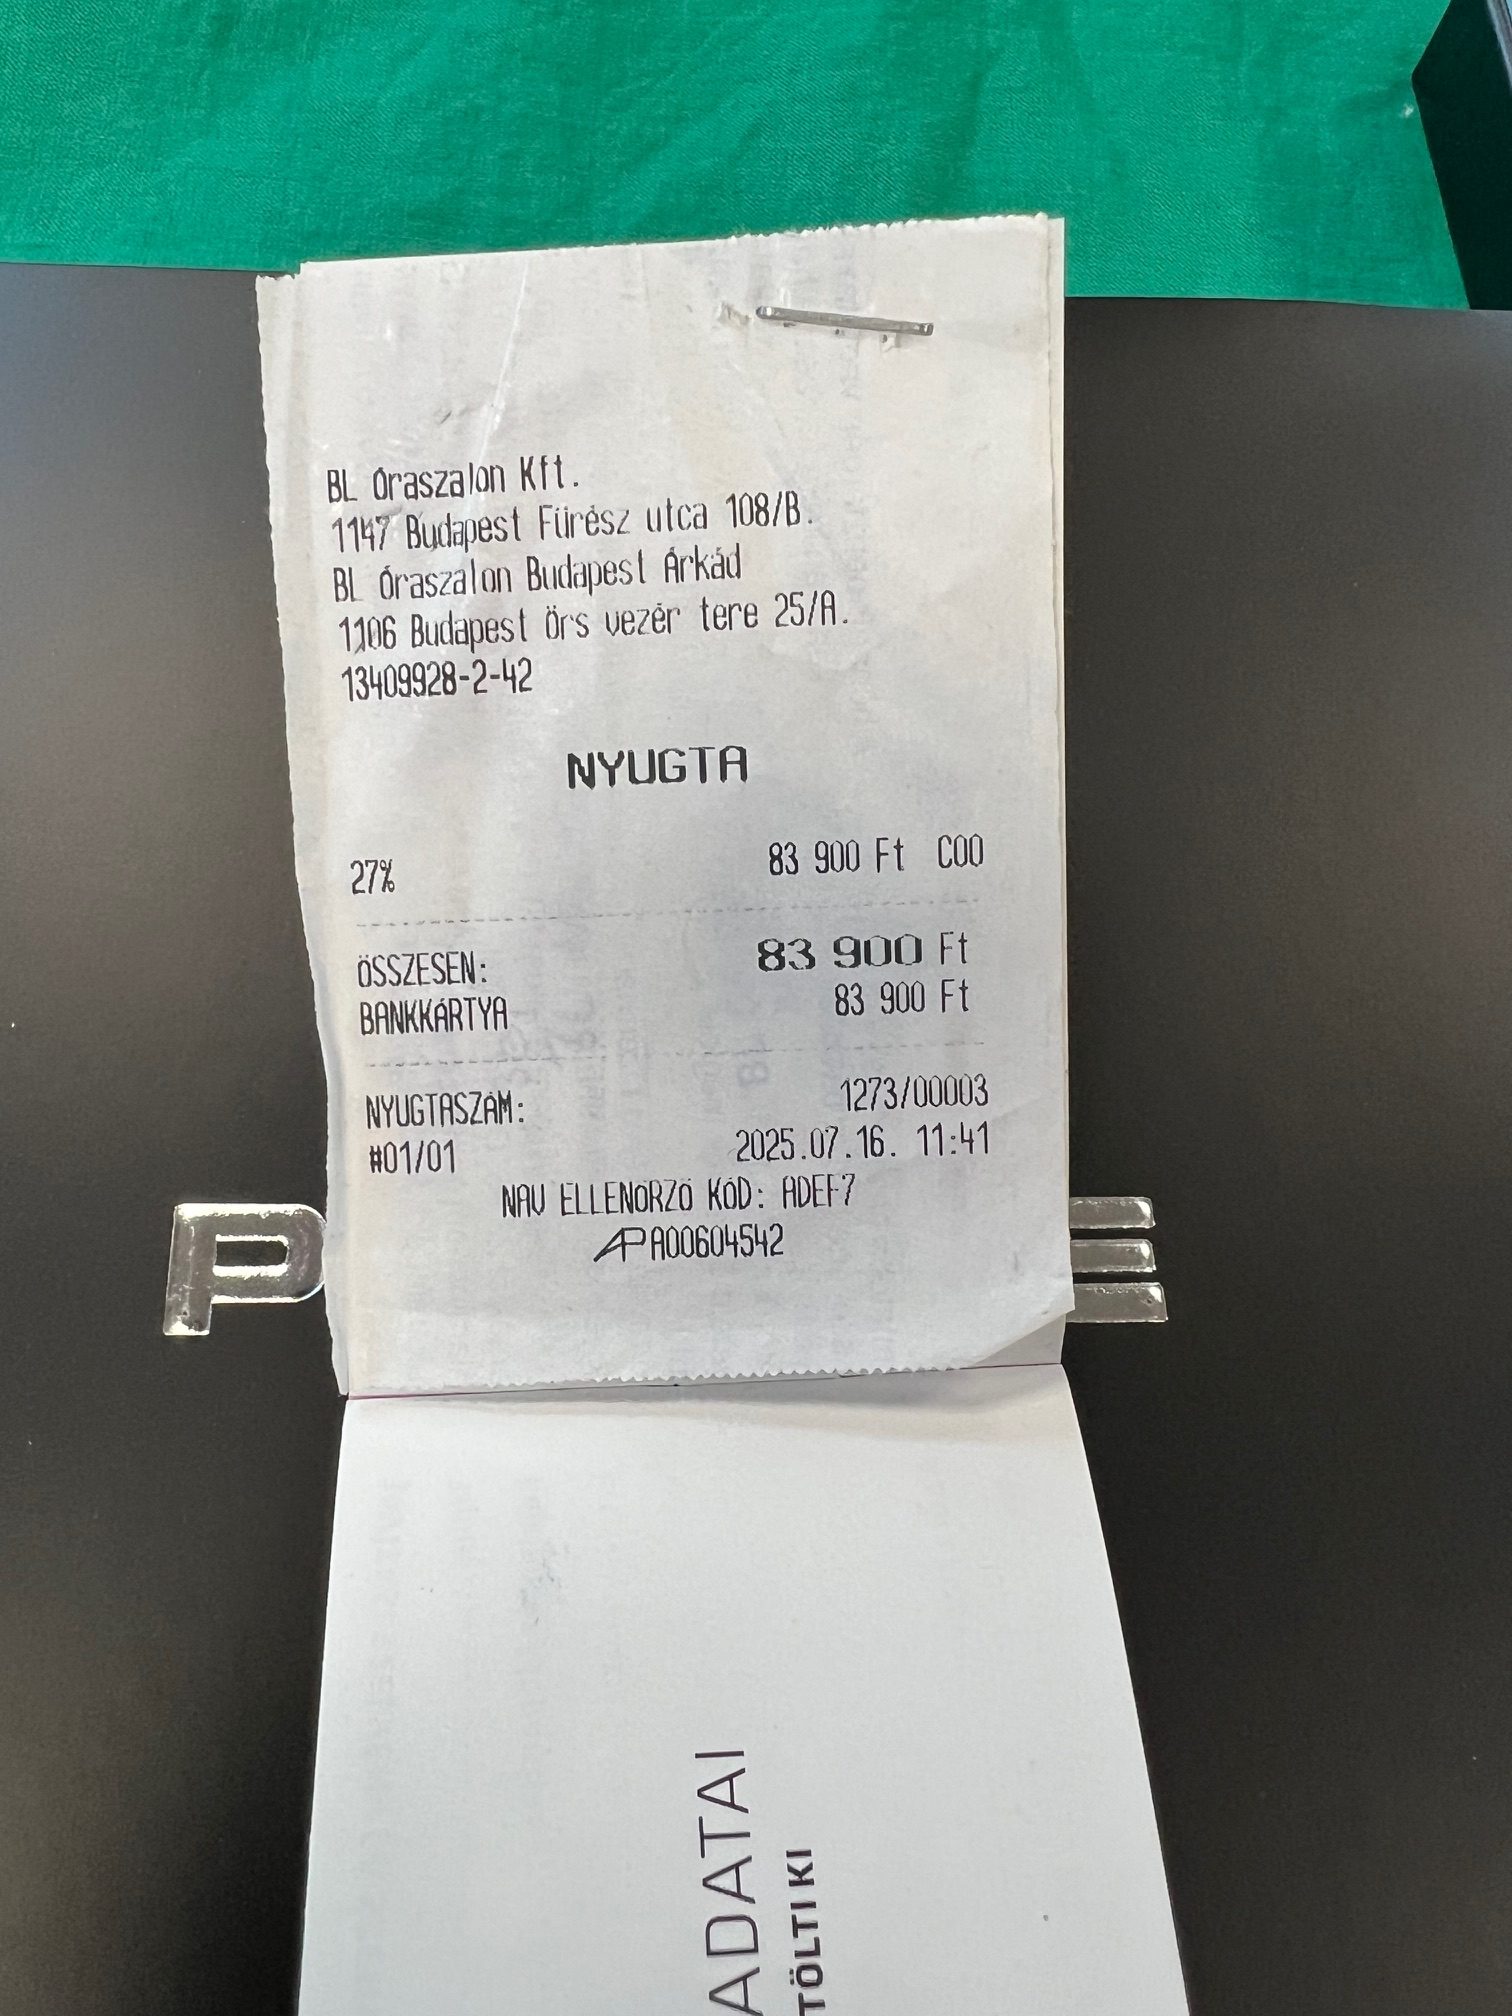 BL Óraszalon Kft.
1147 Budapest Fürész utca 108/B.
BL Óraszalon Budapest Árkád
1106 Budapest Örs vezér tere 25/A.
13409928-2-42
NYUGTA
27% 83 900 Ft C00
ÖSSZESEN: 83 900 Ft
BANKKÁRTYA 83 900 Ft
NYUGTASZÁM: 1273/00003
#01/01 2025.07.16. 11:41
NAV ELLENŐRZŐ KÓD: ADEF7
AP A00604542
P E
ADATAI
TÖLTI KI